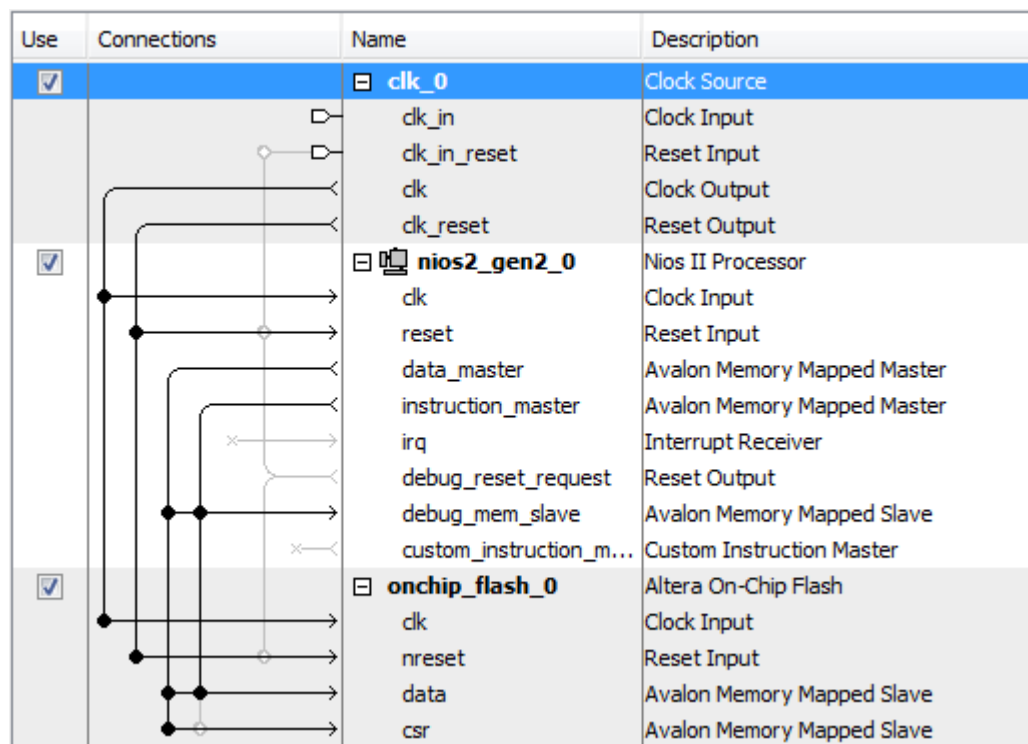 Use Connections Name Description
clk_0 Clock Source
clk_in Clock Input
clk_in_reset Reset Input
clk Clock Output
clk_reset Reset Output
nios2_gen2_0 Nios II Processor
clk Clock Input
reset Reset Input
data_master Avalon Memory Mapped Master
instruction_master Avalon Memory Mapped Master
irq Interrupt Receiver
debug_reset_request Reset Output
debug_mem_slave Avalon Memory Mapped Slave
custom_instruction_m... Custom Instruction Master
onchip_flash_0 Altera On-Chip Flash
clk Clock Input
nreset Reset Input
data Avalon Memory Mapped Slave
csr Avalon Memory Mapped Slave